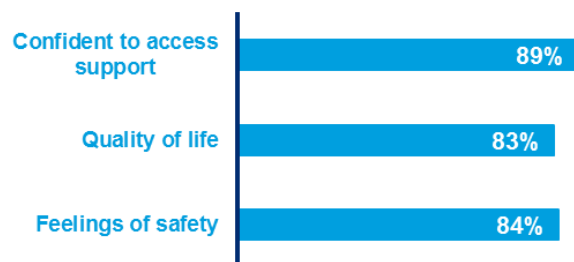 Confident to access
support
89%
Quality of life
83%
Feelings of safety
84%